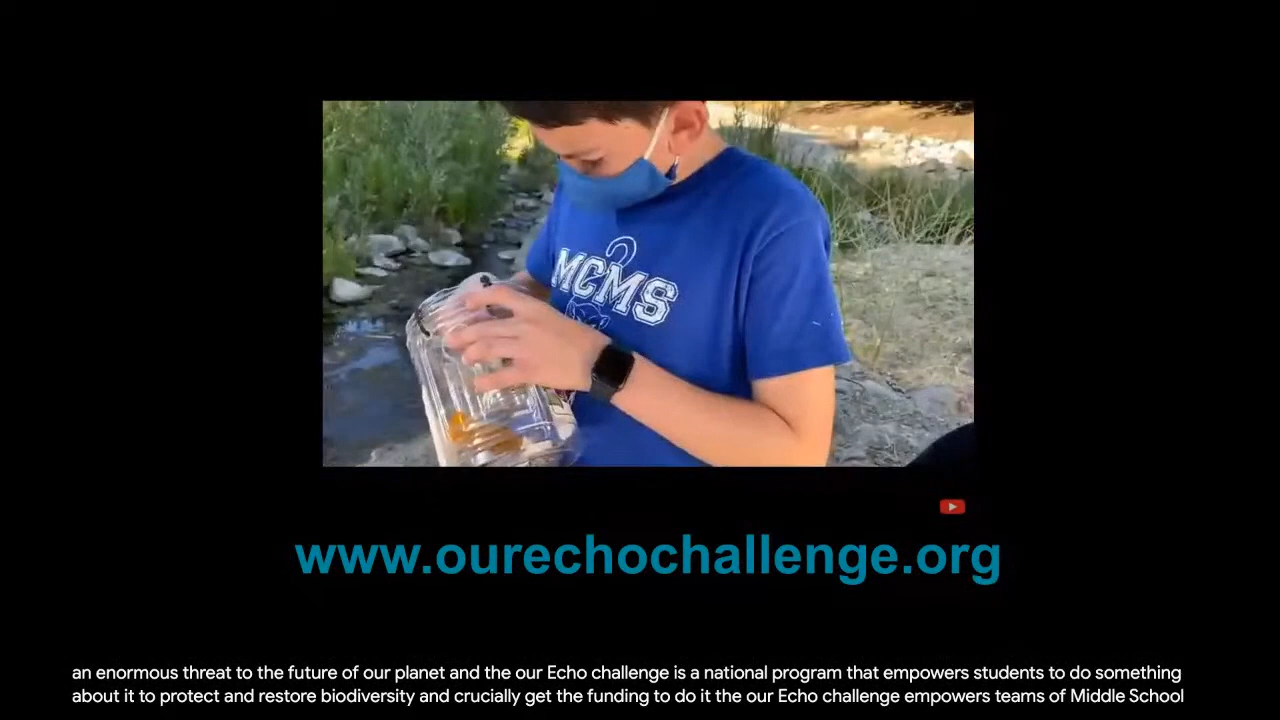 MCMS
www.ourechochallenge.org
an enormous threat to the future of our planet and the our Echo challenge is a national program that empowers students to do something
about it to protect and restore biodiversity and crucially get the funding to do it the our Echo challenge empowers teams of Middle School